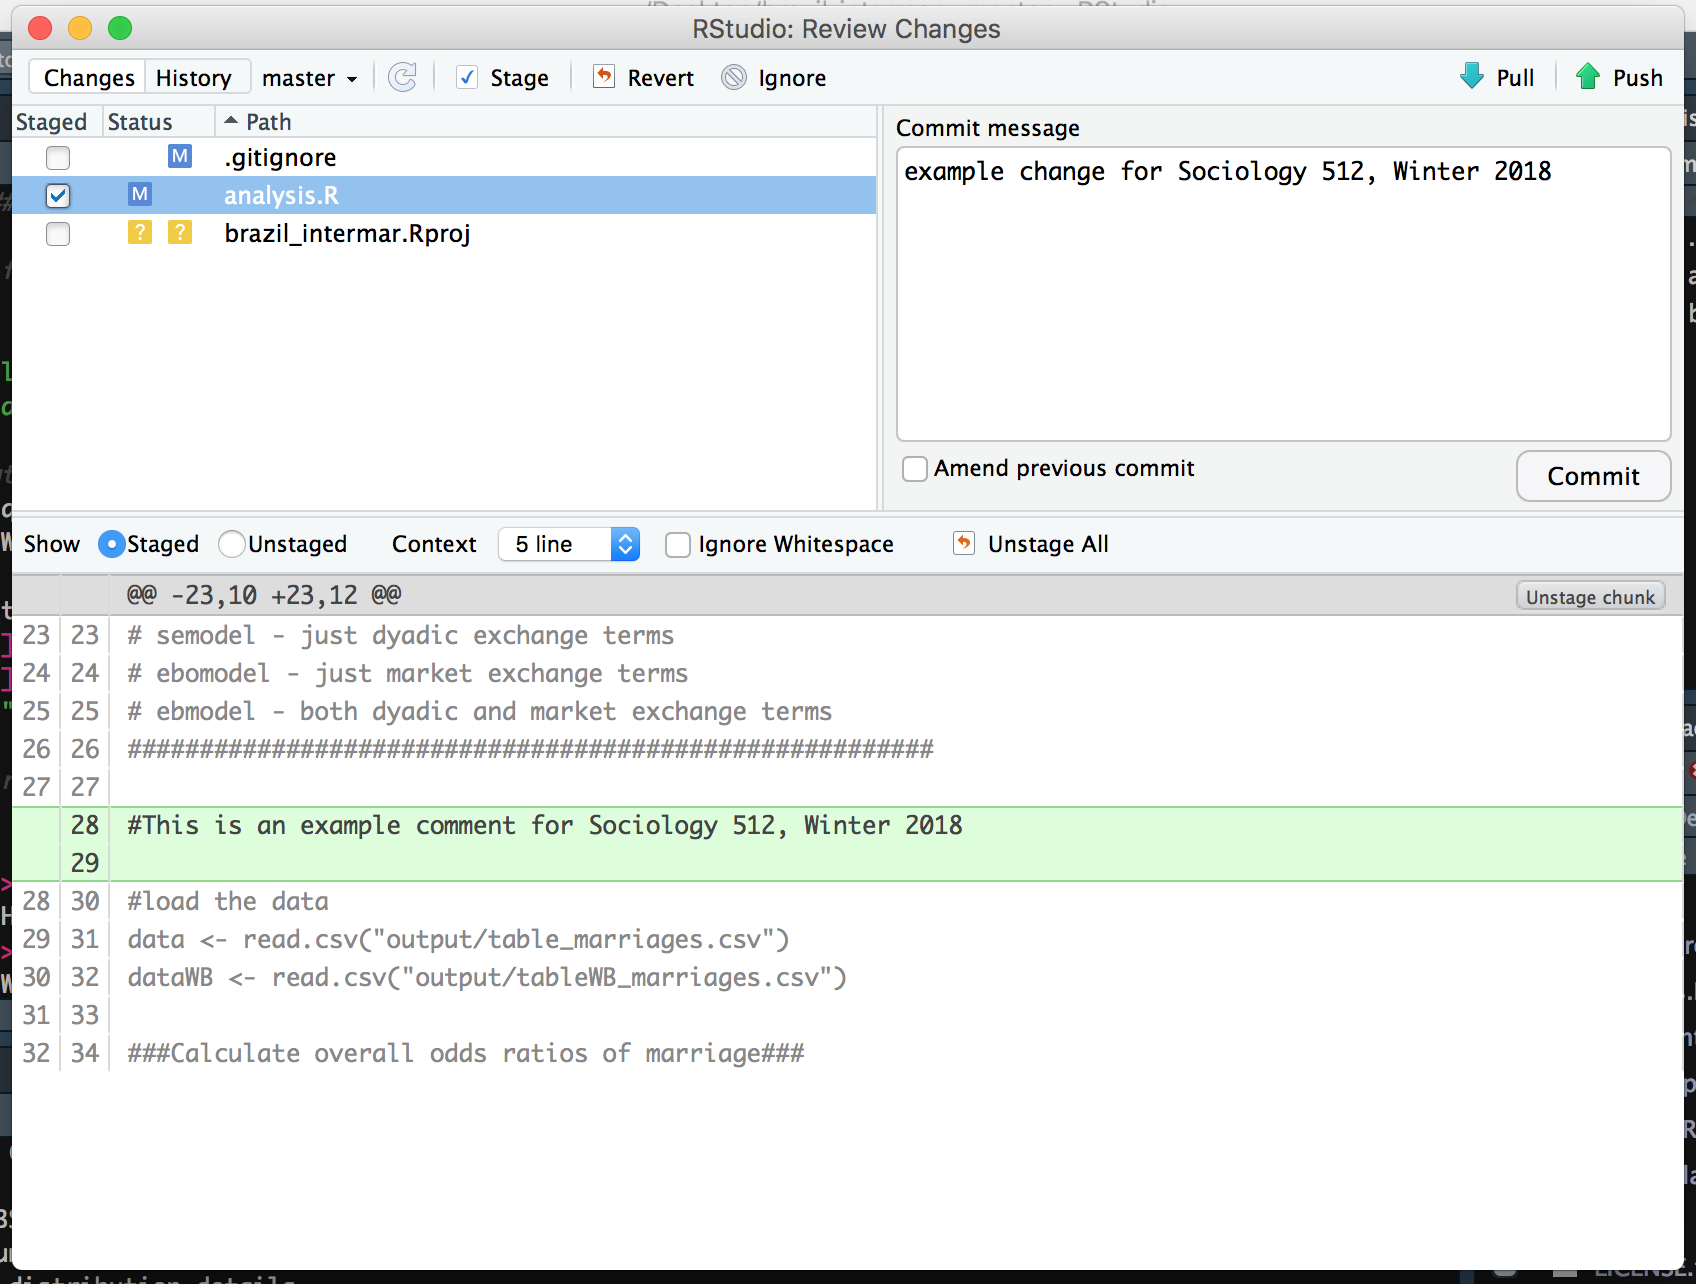 RStudio: Review Changes
Changes History master Stage Revert Ignore Pull Push
Staged Status Path
M .gitignore
M analysis.R
? ? brazil_intermar.Rproj
Commit message
example change for Sociology 512, Winter 2018
Amend previous commit
Commit
Show Staged Unstaged Context 5 line Ignore Whitespace Unstage All
@@ -23,10 +23,12 @@ Unstage chunk
23 23 # semodel - just dyadic exchange terms
24 24 # ebomodel - just market exchange terms
25 25 # ebmodel - both dyadic and market exchange terms
26 26 ########################################################
27 27
28 #This is an example comment for Sociology 512, Winter 2018
29
28 30 #load the data
29 31 data <- read.csv("output/table_marriages.csv")
30 32 dataWB <- read.csv("output/tableWB_marriages.csv")
31 33
32 34 ###Calculate overall odds ratios of marriage###